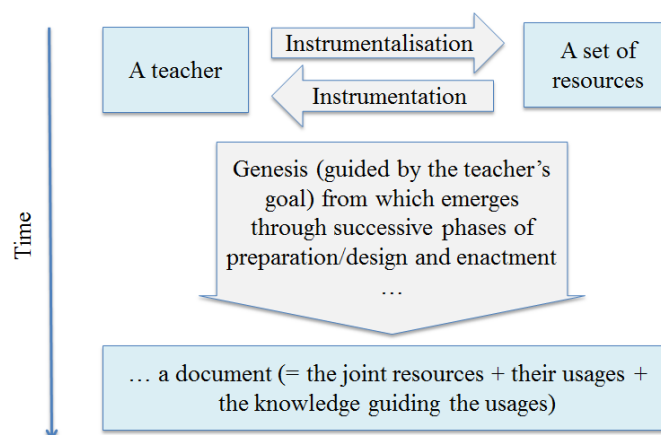 Instrumentalisation
A teacher
A set of
resources
Instrumentation
Genesis (guided by the teacher’s
goal) from which emerges
through successive phases of
preparation/design and enactment
…
Time
… a document (= the joint resources + their usages +
the knowledge guiding the usages)